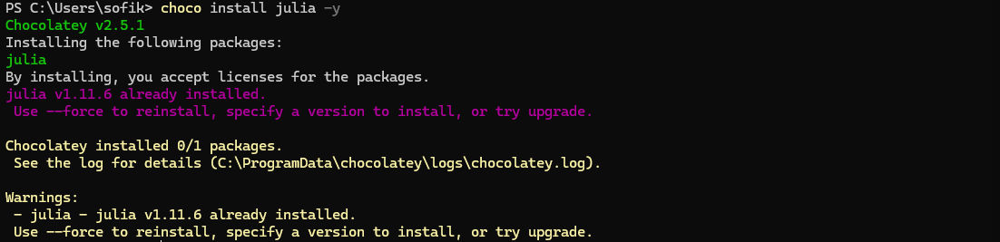 PS C:\Users\sofik> choco install julia -y
Chocolatey v2.5.1
Installing the following packages:
julia
By installing, you accept licenses for the packages.
julia v1.11.6 already installed.
 Use --force to reinstall, specify a version to install, or try upgrade.

Chocolatey installed 0/1 packages.
 See the log for details (C:\ProgramData\chocolatey\logs\chocolatey.log).

Warnings:
 - julia - julia v1.11.6 already installed.
 Use --force to reinstall, specify a version to install, or try upgrade.